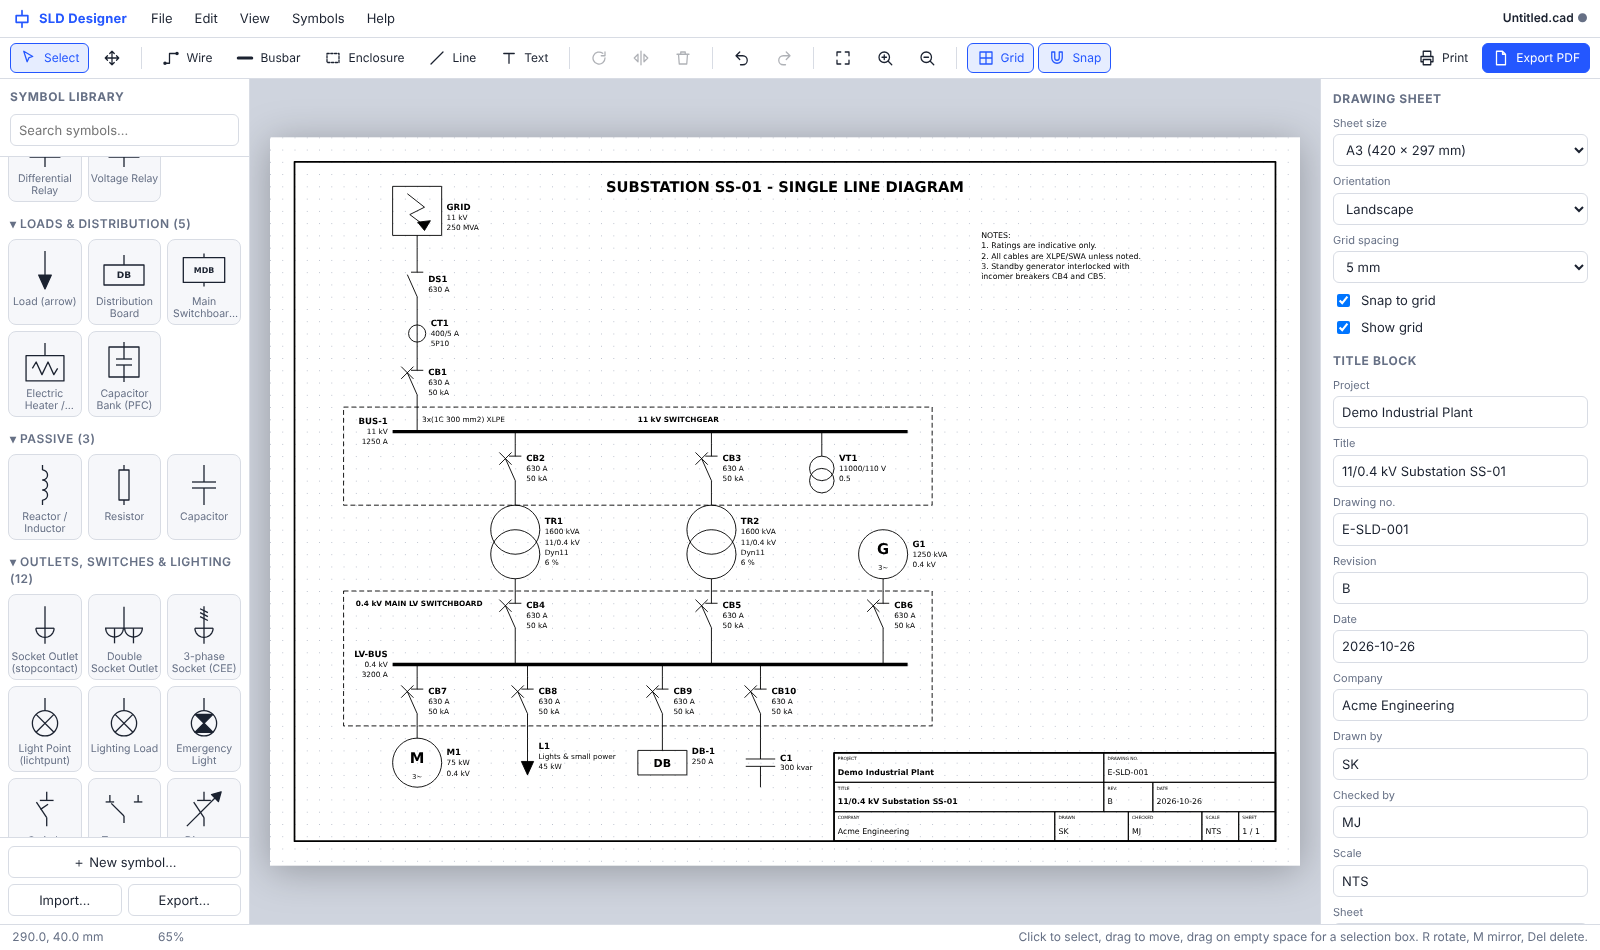 SLD Designer
File
Edit
View
Symbols
Help
Untitled.cad
Select
Wire
Busbar
Enclosure
Line
Text
Grid
Snap
Print
Export PDF
SYMBOL LIBRARY
Search symbols...
Differential
Relay
Voltage Relay
▾ LOADS & DISTRIBUTION (5)
Load (arrow)
DB
Distribution
Board
MDB
Main
Switchboar...
Electric
Heater /...
Capacitor
Bank (PFC)
▾ PASSIVE (3)
Reactor /
Inductor
Resistor
Capacitor
▾ OUTLETS, SWITCHES & LIGHTING
(12)
Socket Outlet
(stopcontact)
Double
Socket Outlet
3-phase
Socket (CEE)
Light Point
(lichtpunt)
Lighting Load
Emergency
Light
+ New symbol...
Import...
Export...
290.0, 40.0 mm
65%
Click to select, drag to move, drag on empty space for a selection box. R rotate, M mirror, Del delete.
SUBSTATION SS-01 - SINGLE LINE DIAGRAM
GRID
11 kV
250 MVA
NOTES:
1. Ratings are indicative only.
2. All cables are XLPE/SWA unless noted.
3. Standby generator interlocked with
incomer breakers CB4 and CB5.
DS1
630 A
CT1
400/5 A
5P10
CB1
630 A
50 kA
BUS-1
11 kV
1250 A
3x(1C 300 mm2) XLPE
11 kV SWITCHGEAR
CB2
630 A
50 kA
CB3
630 A
50 kA
VT1
11000/110 V
0.5
TR1
1600 kVA
11/0.4 kV
Dyn11
6 %
TR2
1600 kVA
11/0.4 kV
Dyn11
6 %
G
3~
G1
1250 kVA
0.4 kV
0.4 kV MAIN LV SWITCHBOARD
CB4
630 A
50 kA
CB5
630 A
50 kA
CB6
630 A
50 kA
LV-BUS
0.4 kV
3200 A
CB7
630 A
50 kA
CB8
630 A
50 kA
CB9
630 A
50 kA
CB10
630 A
50 kA
M
3~
M1
75 kW
0.4 kV
L1
Lights & small power
45 kW
DB
DB-1
250 A
C1
300 kvar
PROJECT
Demo Industrial Plant
DRAWING NO.
E-SLD-001
TITLE
11/0.4 kV Substation SS-01
REV.
B
DATE
2026-10-26
COMPANY
Acme Engineering
DRAWN
SK
CHECKED
MJ
SCALE
NTS
SHEET
1 / 1
DRAWING SHEET
Sheet size
A3 (420 × 297 mm)
Orientation
Landscape
Grid spacing
5 mm
Snap to grid
Show grid
TITLE BLOCK
Project
Demo Industrial Plant
Title
11/0.4 kV Substation SS-01
Drawing no.
E-SLD-001
Revision
B
Date
2026-10-26
Company
Acme Engineering
Drawn by
SK
Checked by
MJ
Scale
NTS
Sheet